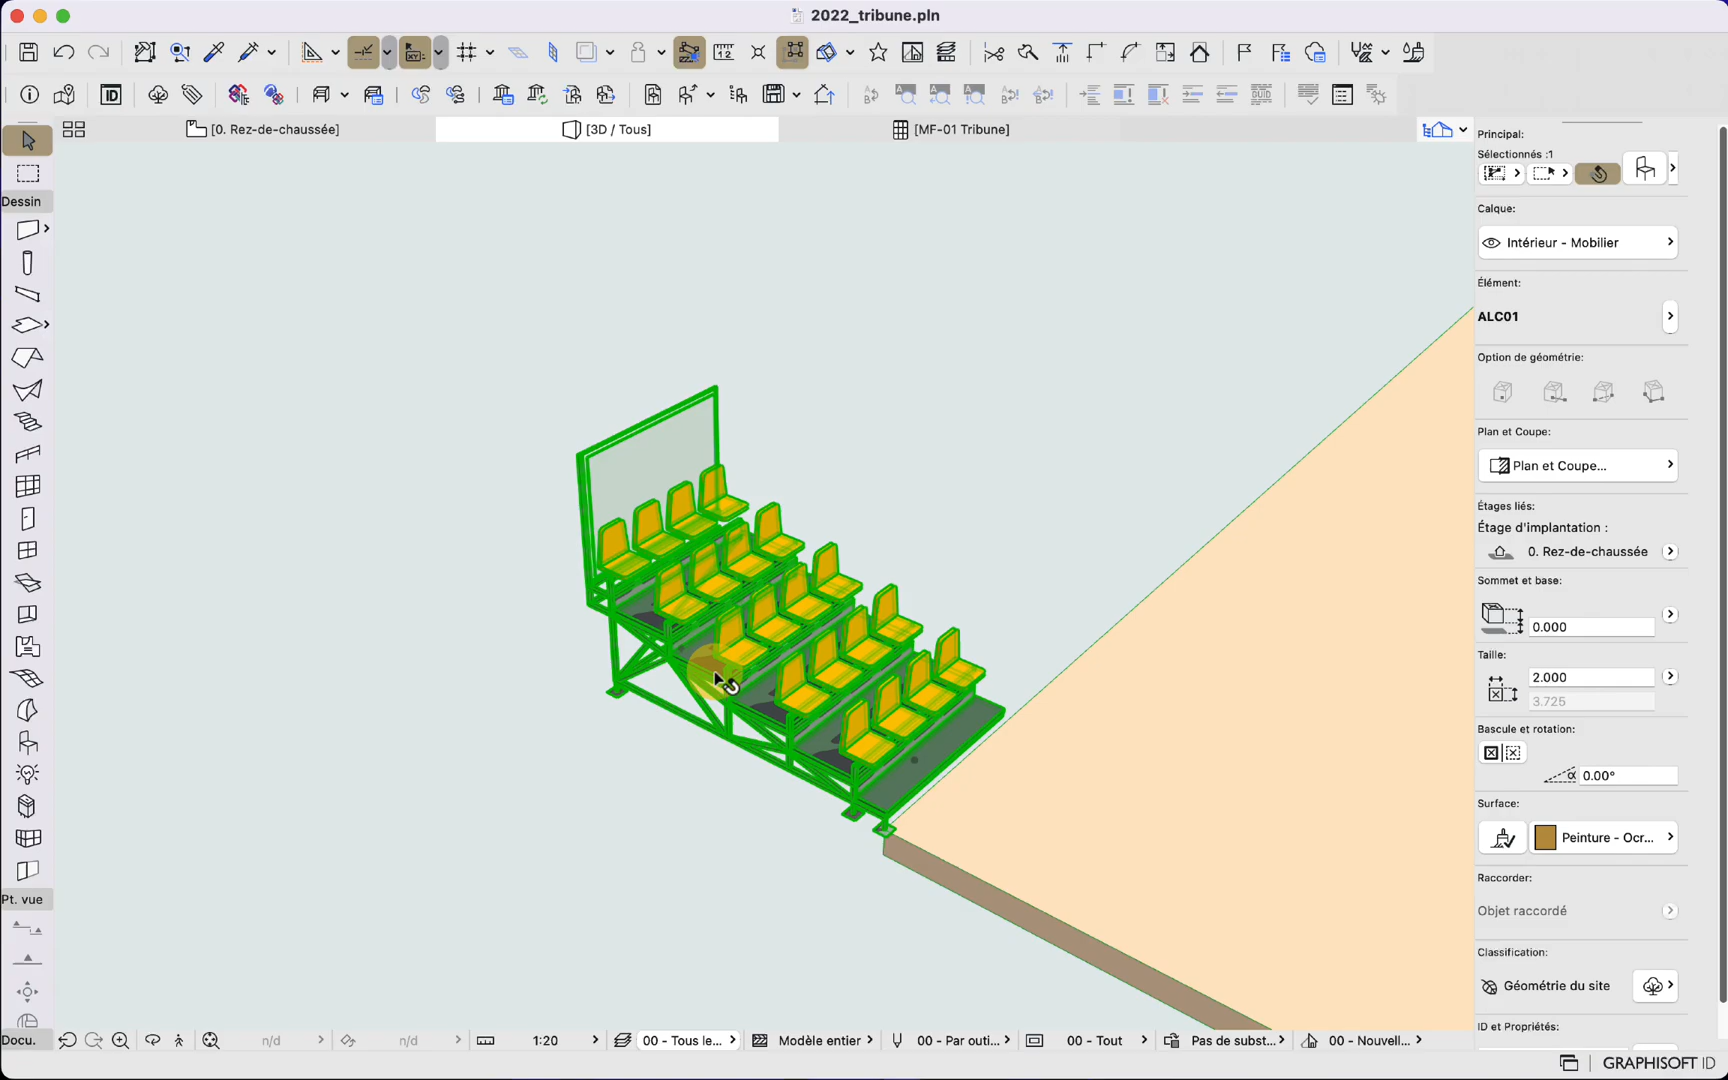 2022_tribune.pln
ID
GUID
[0. Rez-de-chaussée]
[3D / Tous]
[MF-01 Tribune]
Dessin
Pt. vue
Docu.
Principal:
Sélectionnés :1
Calque:
Intérieur - Mobilier
Élément:
ALC01
Option de géométrie:
Plan et Coupe:
Plan et Coupe...
Étages liés:
Étage d'implantation :
0. Rez-de-chaussée
Sommet et base:
0.000
Taille:
2.000
3.725
Bascule et rotation:
α 0.00°
Surface:
Peinture - Ocr...
Raccorder:
Objet raccordé
Classification:
Géométrie du site
ID et Propriétés:
n/d
n/d
1:20
00 - Tous le...
Modèle entier
00 - Par outi...
00 - Tout
Pas de subst...
00 - Nouvell...
GRAPHISOFT ID